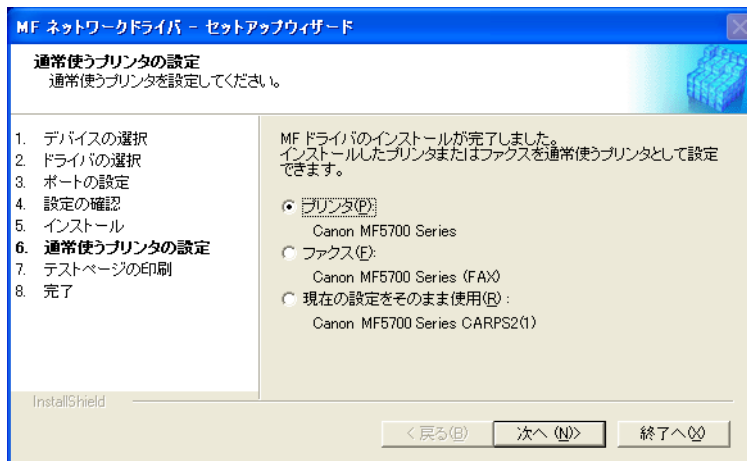 MF ネットワークドライバ - セットアップウィザード
通常使うプリンタの設定
通常使うプリンタを設定してください。
1. デバイスの選択
2. ドライバの選択
3. ポートの設定
4. 設定の確認
5. インストール
6. 通常使うプリンタの設定
7. テストページの印刷
8. 完了
MF ドライバのインストールが完了しました。
インストールしたプリンタまたはファクスを通常使うプリンタとして設定
できます。
プリンタ(P):
Canon MF5700 Series
ファクス(F):
Canon MF5700 Series (FAX)
現在の設定をそのまま使用(R) :
Canon MF5700 Series CARPS2(1)
InstallShield
< 戻る(B)
次へ (N)>
終了へ(X)